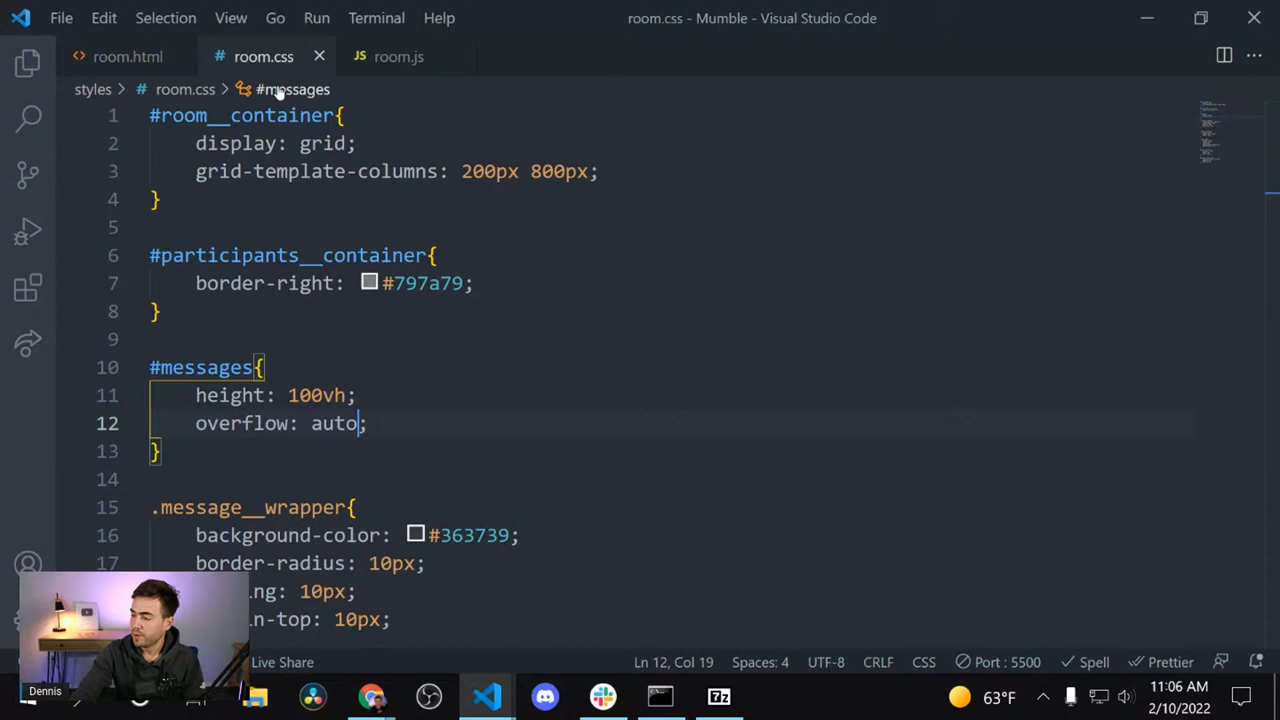 File Edit Selection View Go Run Terminal Help room.css - Mumble - Visual Studio Code
room.html # room.css JS room.js
styles > # room.css > #messages
1 #room__container{
2 display: grid;
3 grid-template-columns: 200px 800px;
4 }
5
6 #participants__container{
7 border-right: #797a79;
8 }
9
10 #messages{
11 height: 100vh;
12 overflow: auto;
13 }
14
15 .message__wrapper{
16 background-color: #363739;
17 border-radius: 10px;
ng: 10px;
n-top: 10px;
Live Share Ln 12, Col 19 Spaces: 4 UTF-8 CRLF CSS Port : 5500 Spell Prettier
Dennis
7z 63°F 11:06 AM
2/10/2022